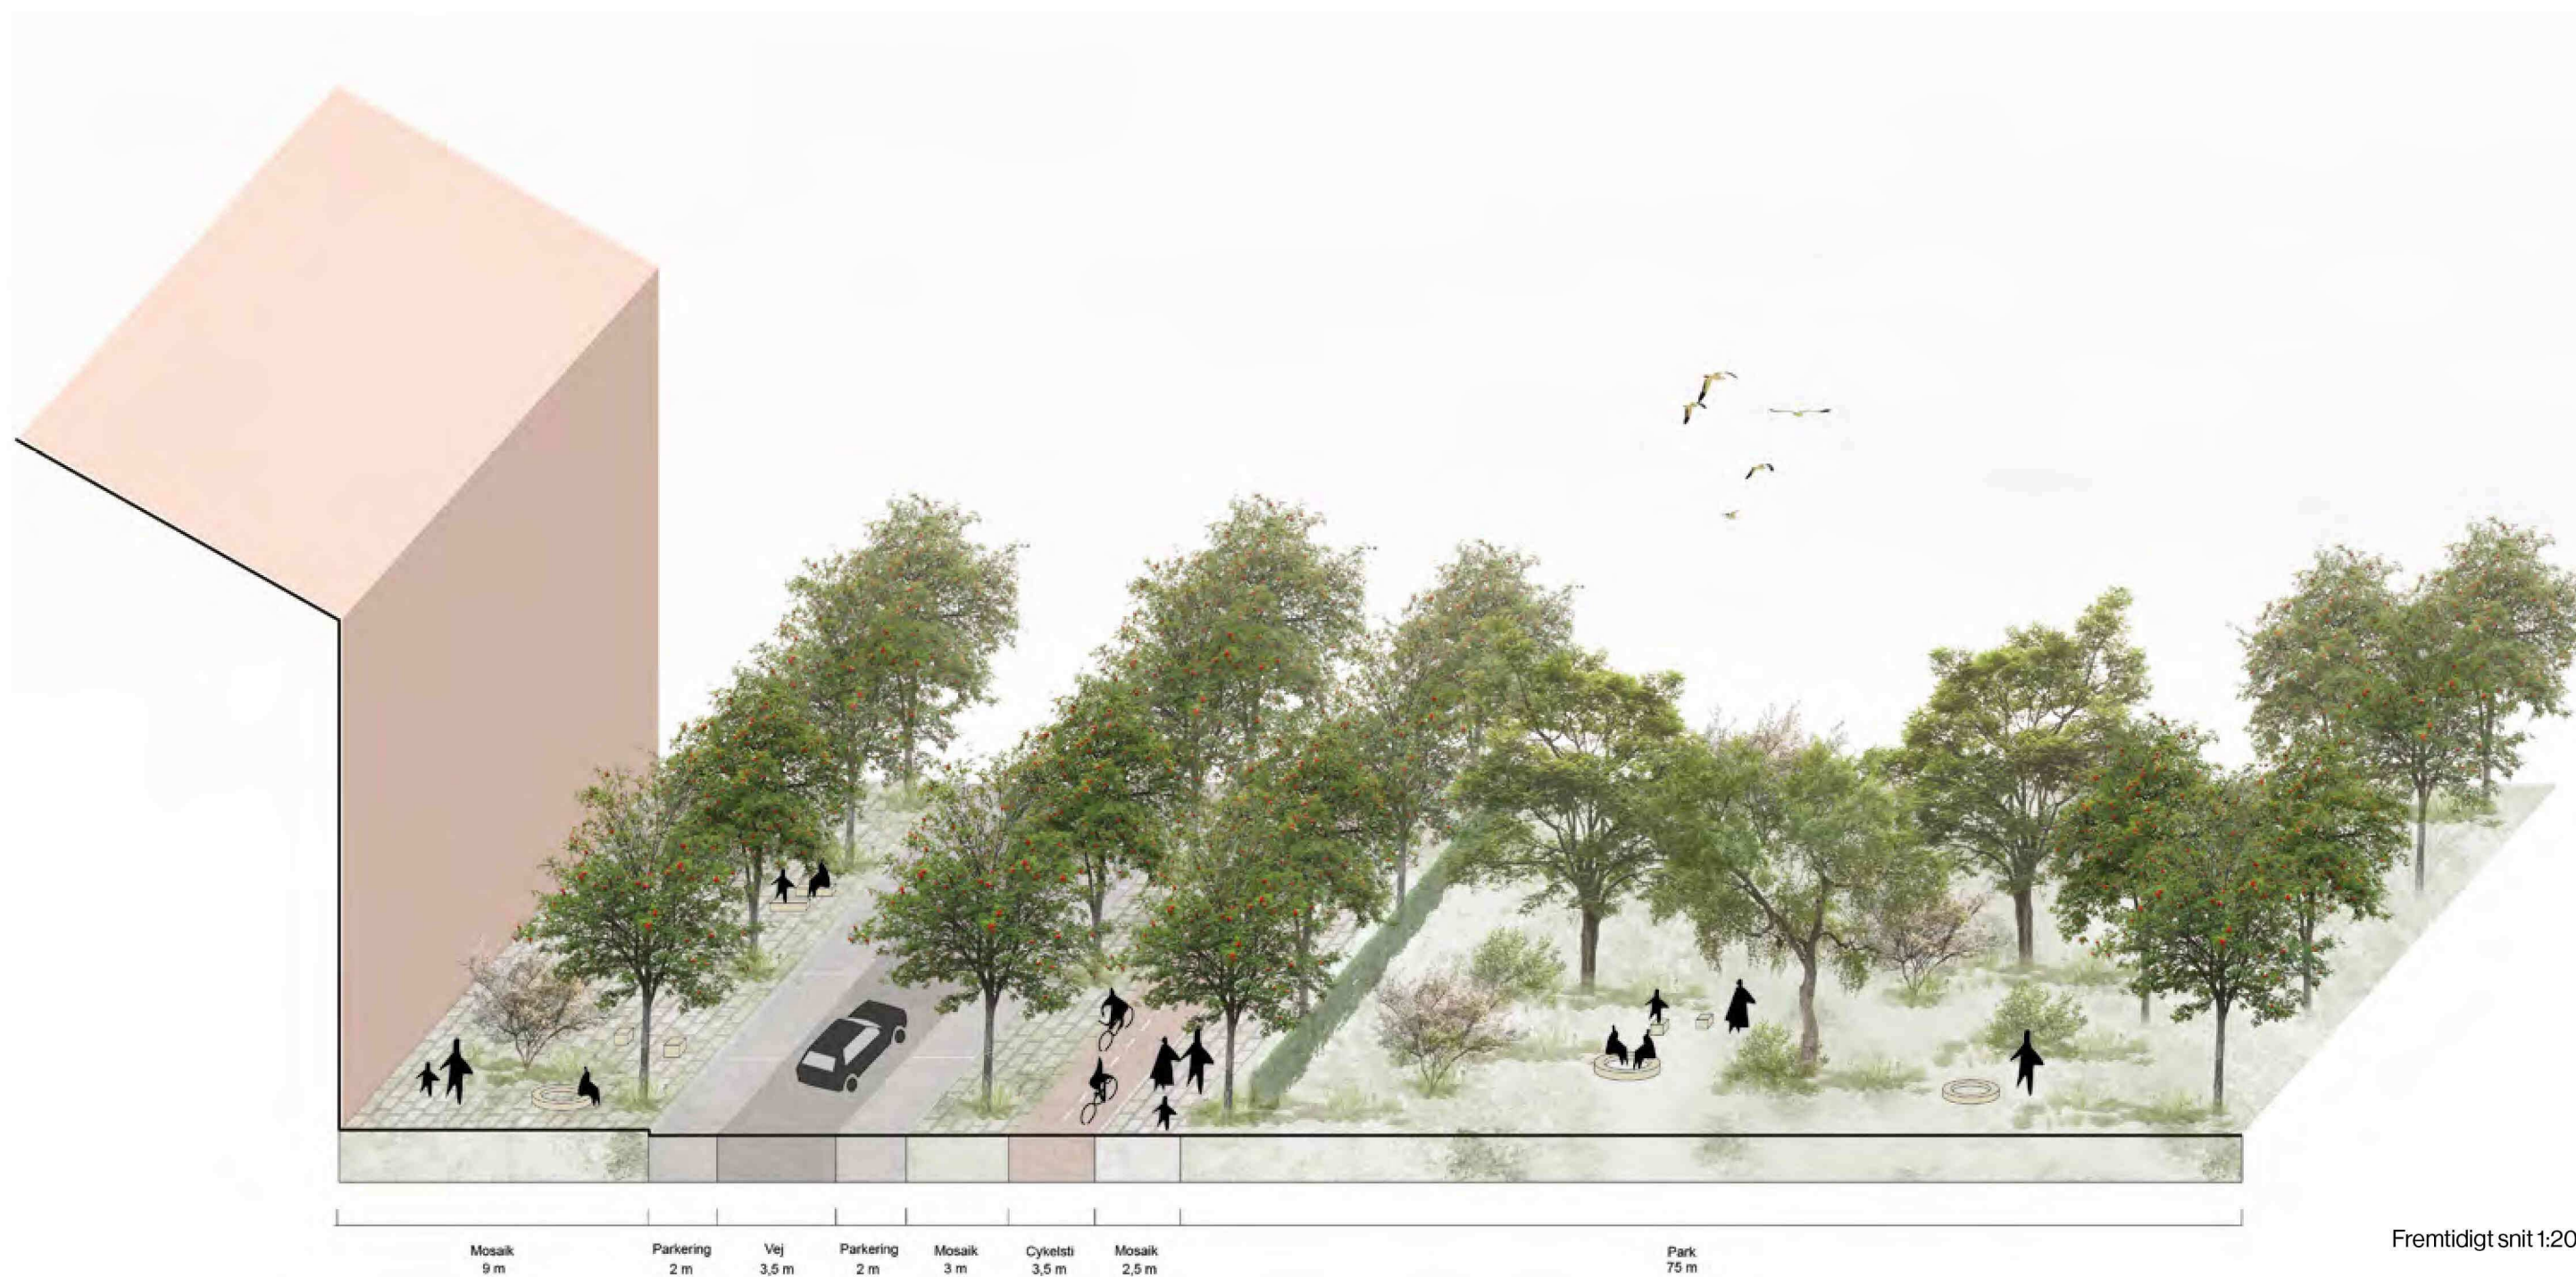 Mosaik
9 m
Parkering
2 m
Vej
3,5 m
Parkering
2 m
Mosaik
3 m
Cykelsti
3,5 m
Mosaik
2,5 m
Park
75 m
Fremtidigt snit 1:20